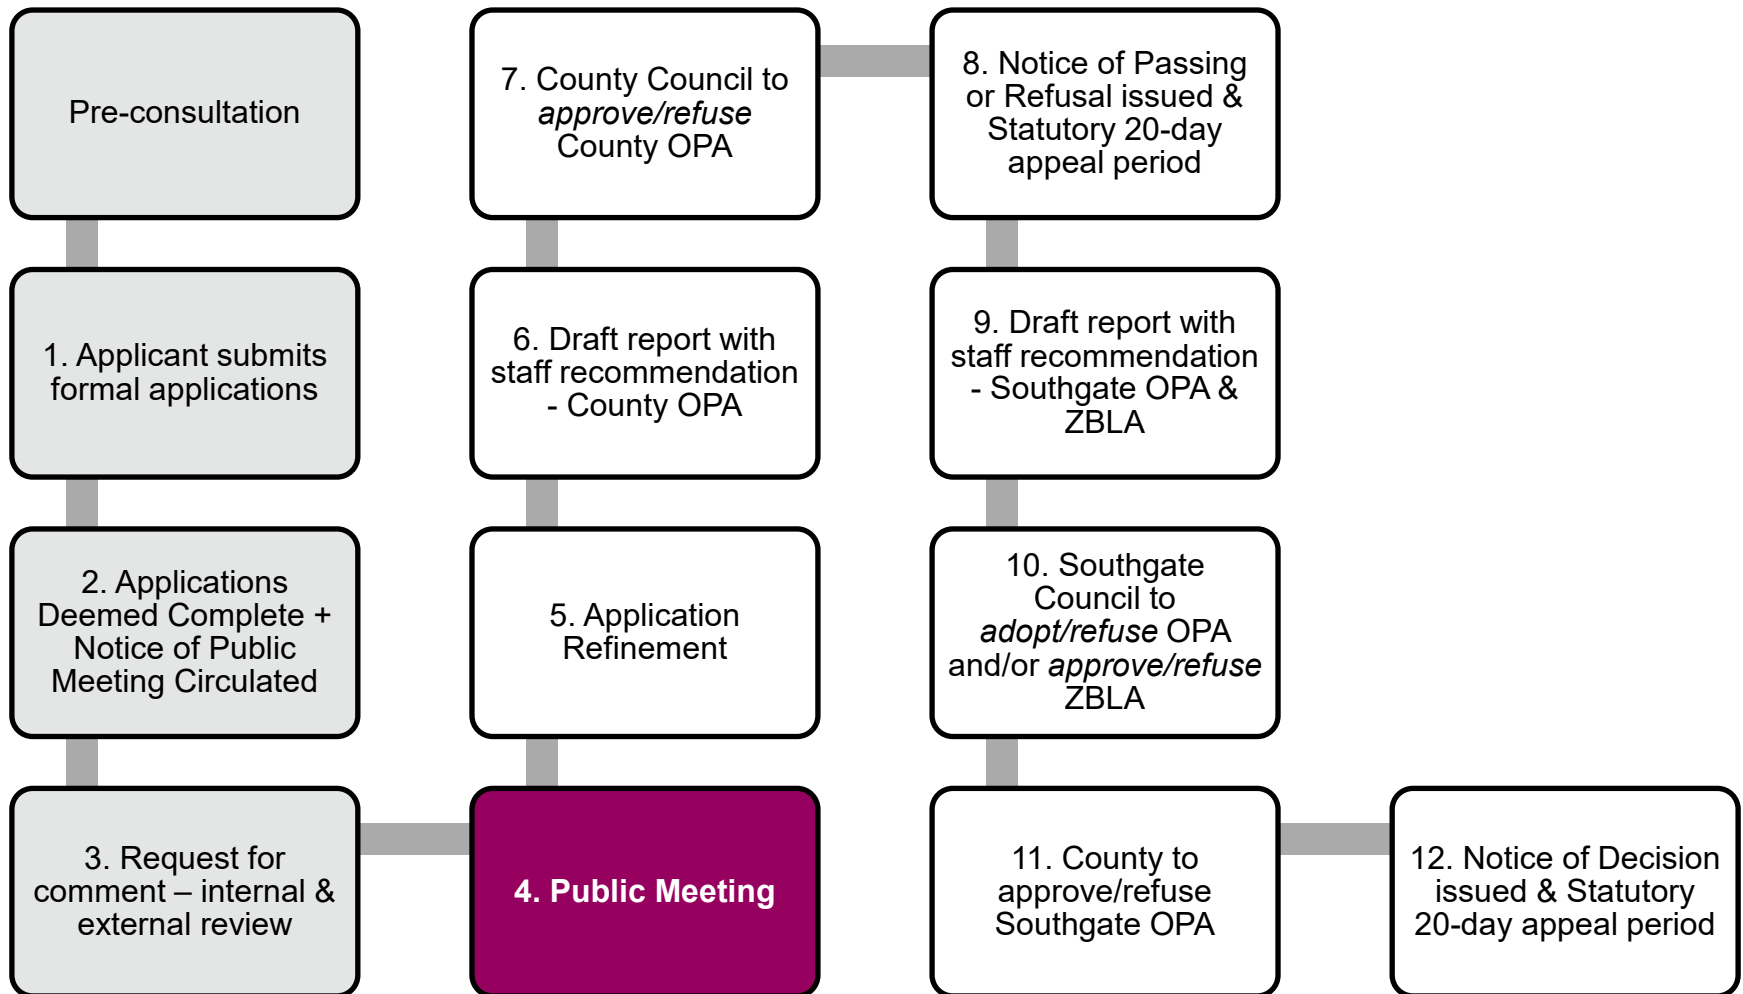 Pre-consultation
1. Applicant submits
formal applications
2. Applications
Deemed Complete +
Notice of Public
Meeting Circulated
3. Request for
comment – internal &
external review
4. Public Meeting
5. Application
Refinement
6. Draft report with
staff recommendation
- County OPA
7. County Council to
approve/refuse
County OPA
8. Notice of Passing
or Refusal issued &
Statutory 20-day
appeal period
9. Draft report with
staff recommendation
- Southgate OPA &
ZBLA
10. Southgate
Council to
adopt/refuse OPA
and/or approve/refuse
ZBLA
11. County to
approve/refuse
Southgate OPA
12. Notice of Decision
issued & Statutory
20-day appeal period